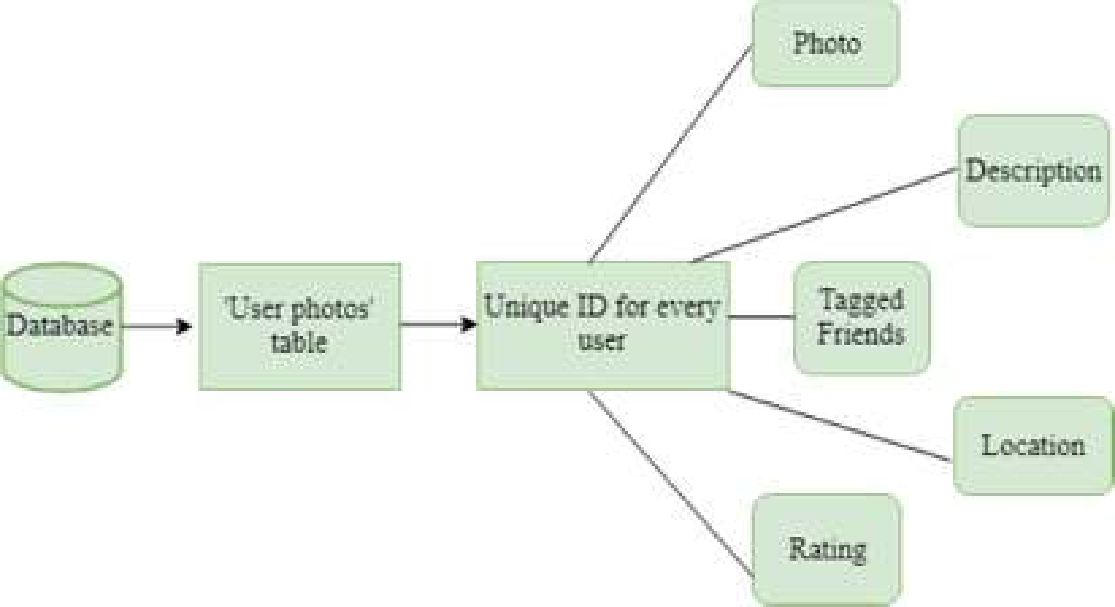 Photo
Description
Database
'User photos'
table
Unique ID for every
user
Tagged
Friends
Location
Rating